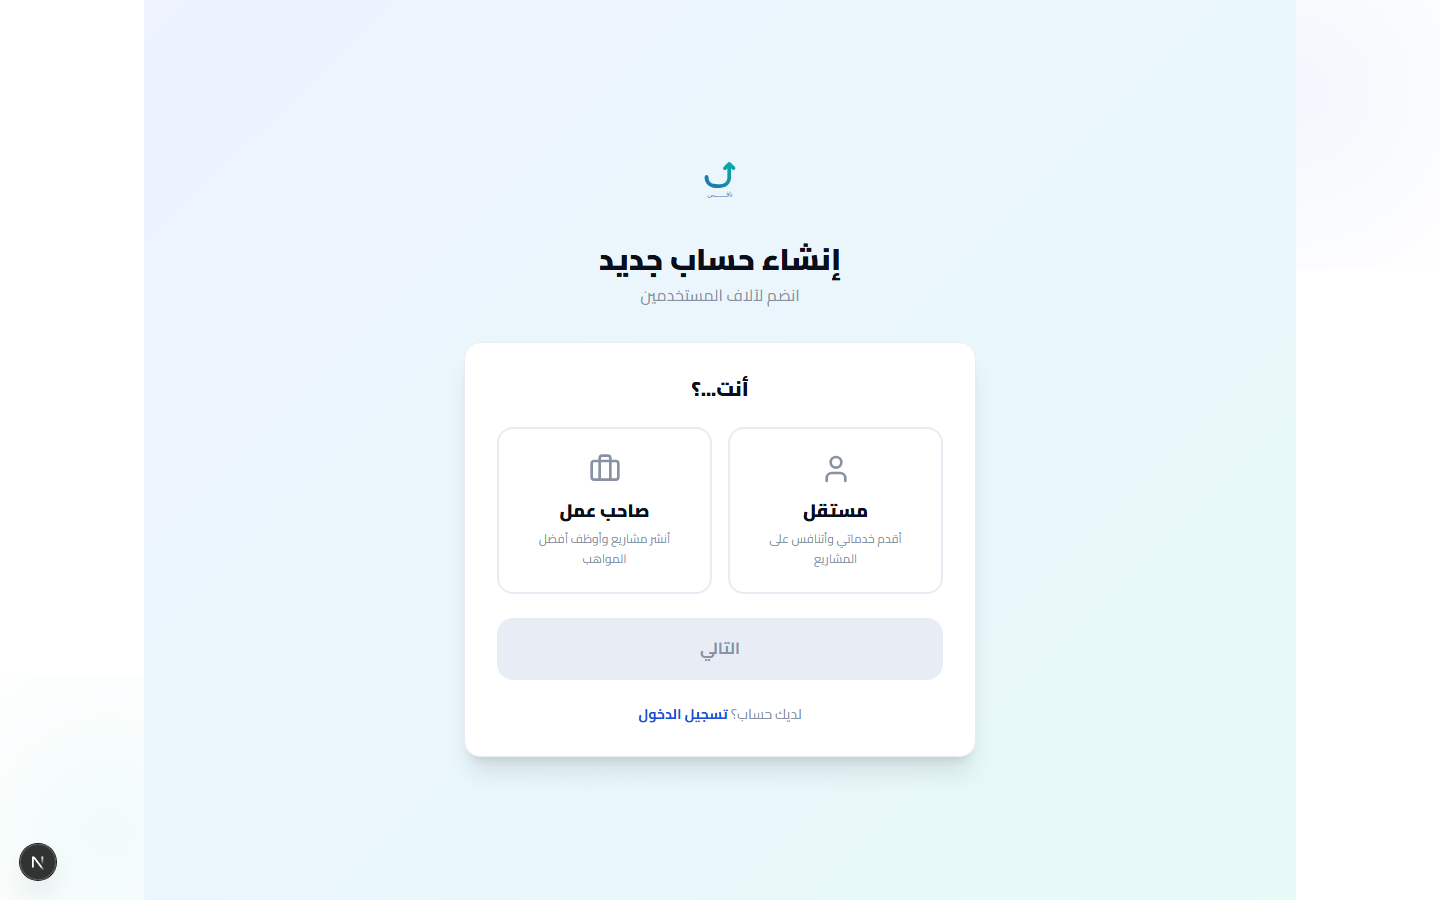 إنشاء حساب جديد
انضم لآلاف المستخدمين
أنت...؟
مستقل
أقدم خدماتي وأتنافس على
المشاريع
صاحب عمل
أنشر مشاريع وأوظف أفضل
المواهب
التالي
لديك حساب؟ تسجيل الدخول
N